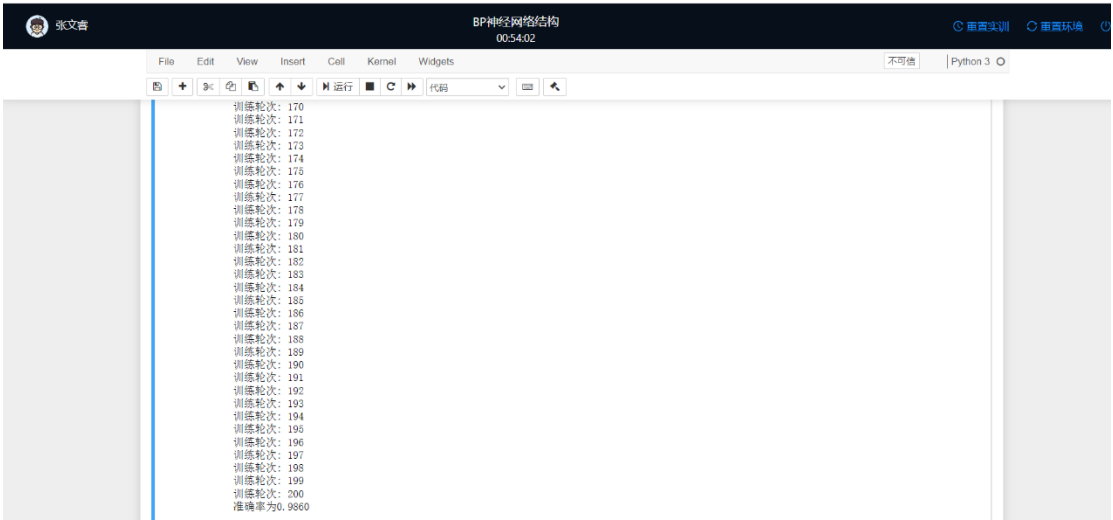 张文睿
BP神经网络结构
00:54:02
重置实训 重置环境
File Edit View Insert Cell Kernel Widgets 不可信 Python 3
运行 代码
训练轮次: 170
训练轮次: 171
训练轮次: 172
训练轮次: 173
训练轮次: 174
训练轮次: 175
训练轮次: 176
训练轮次: 177
训练轮次: 178
训练轮次: 179
训练轮次: 180
训练轮次: 181
训练轮次: 182
训练轮次: 183
训练轮次: 184
训练轮次: 185
训练轮次: 186
训练轮次: 187
训练轮次: 188
训练轮次: 189
训练轮次: 190
训练轮次: 191
训练轮次: 192
训练轮次: 193
训练轮次: 194
训练轮次: 195
训练轮次: 196
训练轮次: 197
训练轮次: 198
训练轮次: 199
训练轮次: 200
准确率为0.9860